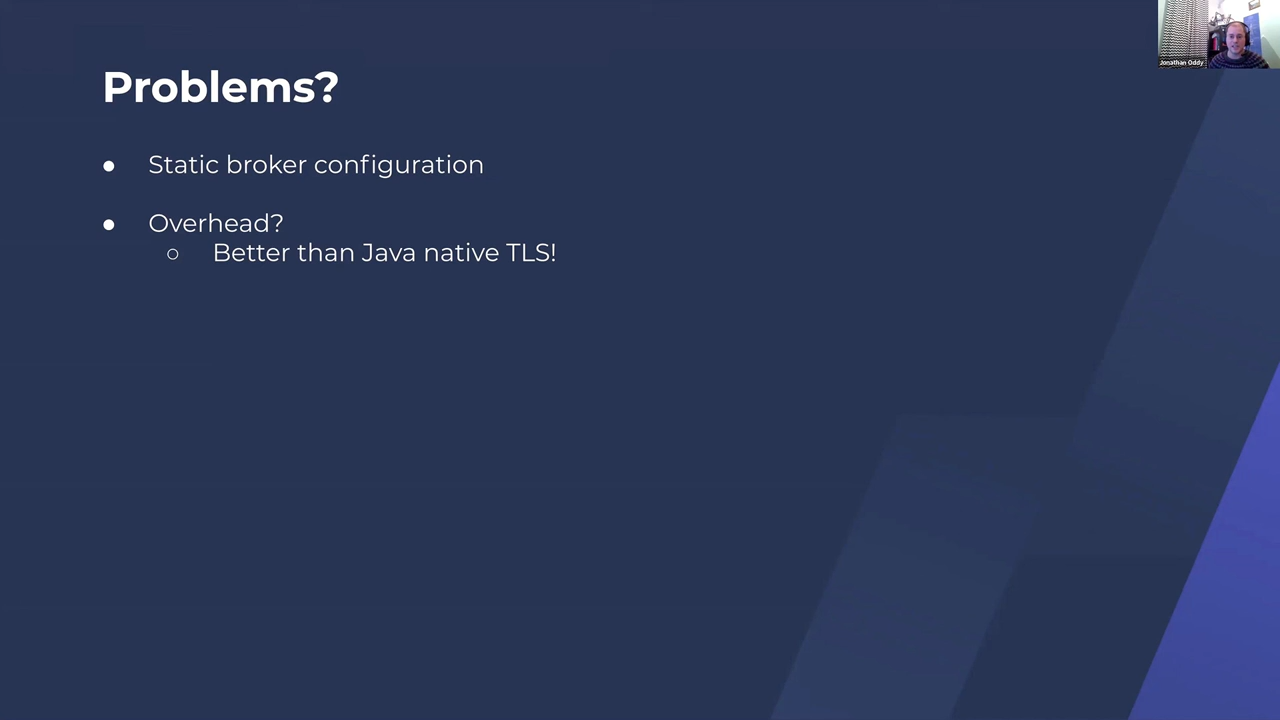 Problems?
● Static broker configuration
● Overhead?
○ Better than Java native TLS!
Jonathan Oddy